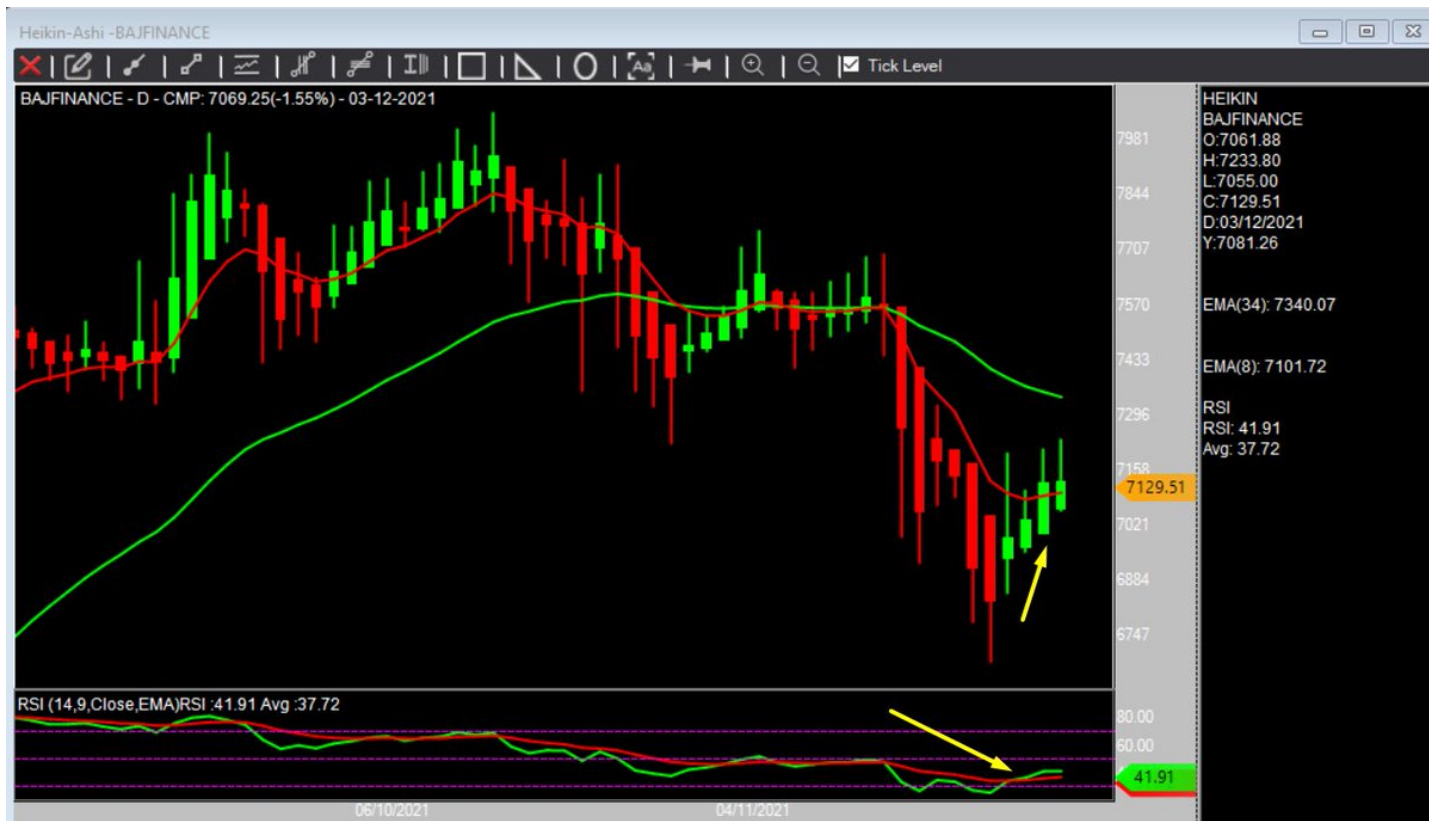 Heikin-Ashi -BAJFINANCE
Aa
Tick Level
BAJFINANCE - D - CMP: 7069.25(-1.55%) - 03-12-2021
7981
7844
7707
7570
7433
7296
7158
7129.51
7021
6884
6747
HEIKIN
BAJFINANCE
O:7061.88
H:7233.80
L:7055.00
C:7129.51
D:03/12/2021
Y:7081.26
EMA(34): 7340.07
EMA(8): 7101.72
RSI
RSI: 41.91
Avg: 37.72
RSI (14,9,Close,EMA)RSI :41.91 Avg :37.72
80.00
60.00
41.91
06/10/2021
04/11/2021